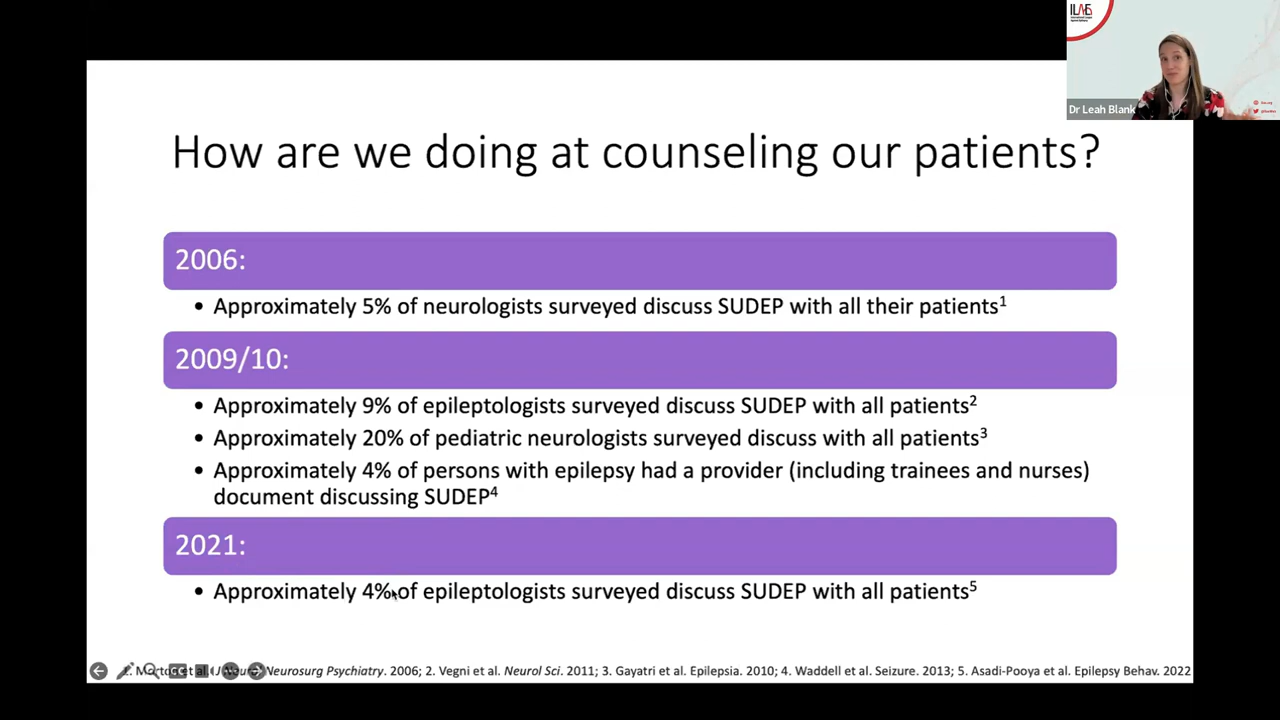 ILAE
Dr Leah Blank
How are we doing at counseling our patients?
2006:
• Approximately 5% of neurologists surveyed discuss SUDEP with all their patients1
2009/10:
• Approximately 9% of epileptologists surveyed discuss SUDEP with all patients2
• Approximately 20% of pediatric neurologists surveyed discuss with all patients3
• Approximately 4% of persons with epilepsy had a provider (including trainees and nurses)
document discussing SUDEP4
2021:
• Approximately 4% of epileptologists surveyed discuss SUDEP with all patients5
1. et al. J Neurosurg Psychiatry. 2006; 2. Vegni et al. Neurol Sci. 2011; 3. Gayatri et al. Epilepsia. 2010; 4. Waddell et al. Seizure. 2013; 5. Asadi-Pooya et al. Epilepsy Behav. 2022